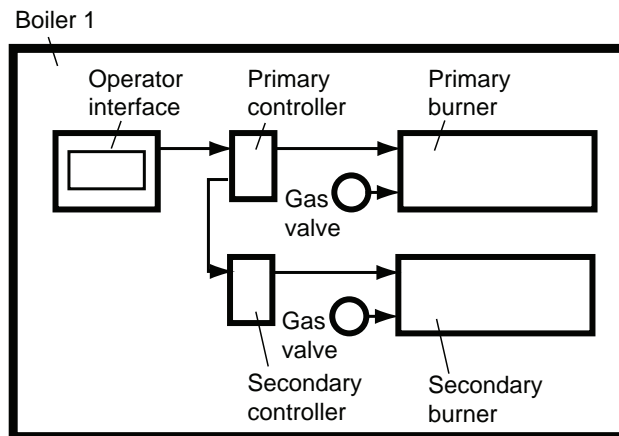 Boiler 1
Operator
interface
Primary
controller
Primary
burner
Gas
valve
Gas
valve
Secondary
controller
Secondary
burner